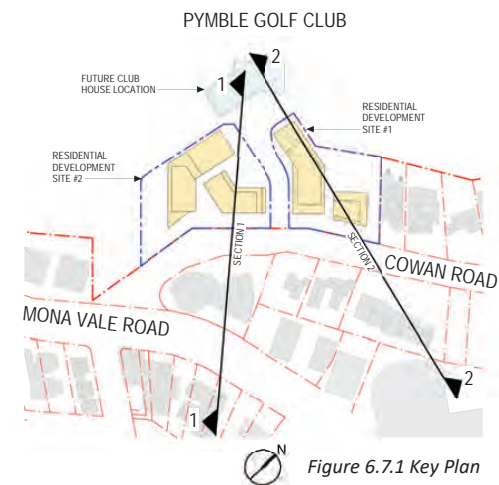 PYMBLE GOLF CLUB
2
1
FUTURE CLUB
HOUSE LOCATION
RESIDENTIAL
DEVELOPMENT
SITE #1
RESIDENTIAL
DEVELOPMENT
SITE #2
SECTION 1
SECTION 2
COWAN ROAD
MONA VALE ROAD
2
1
N
Figure 6.7.1 Key Plan